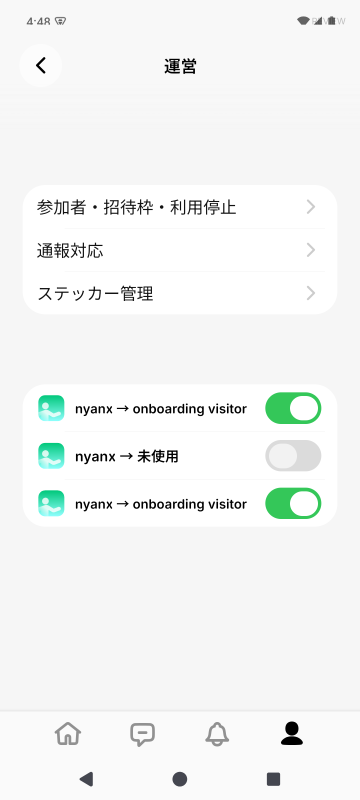 4:48
運営
参加者・招待枠・利用停止
通報対応
ステッカー管理
nyanx → onboarding visitor
nyanx → 未使用
nyanx → onboarding visitor